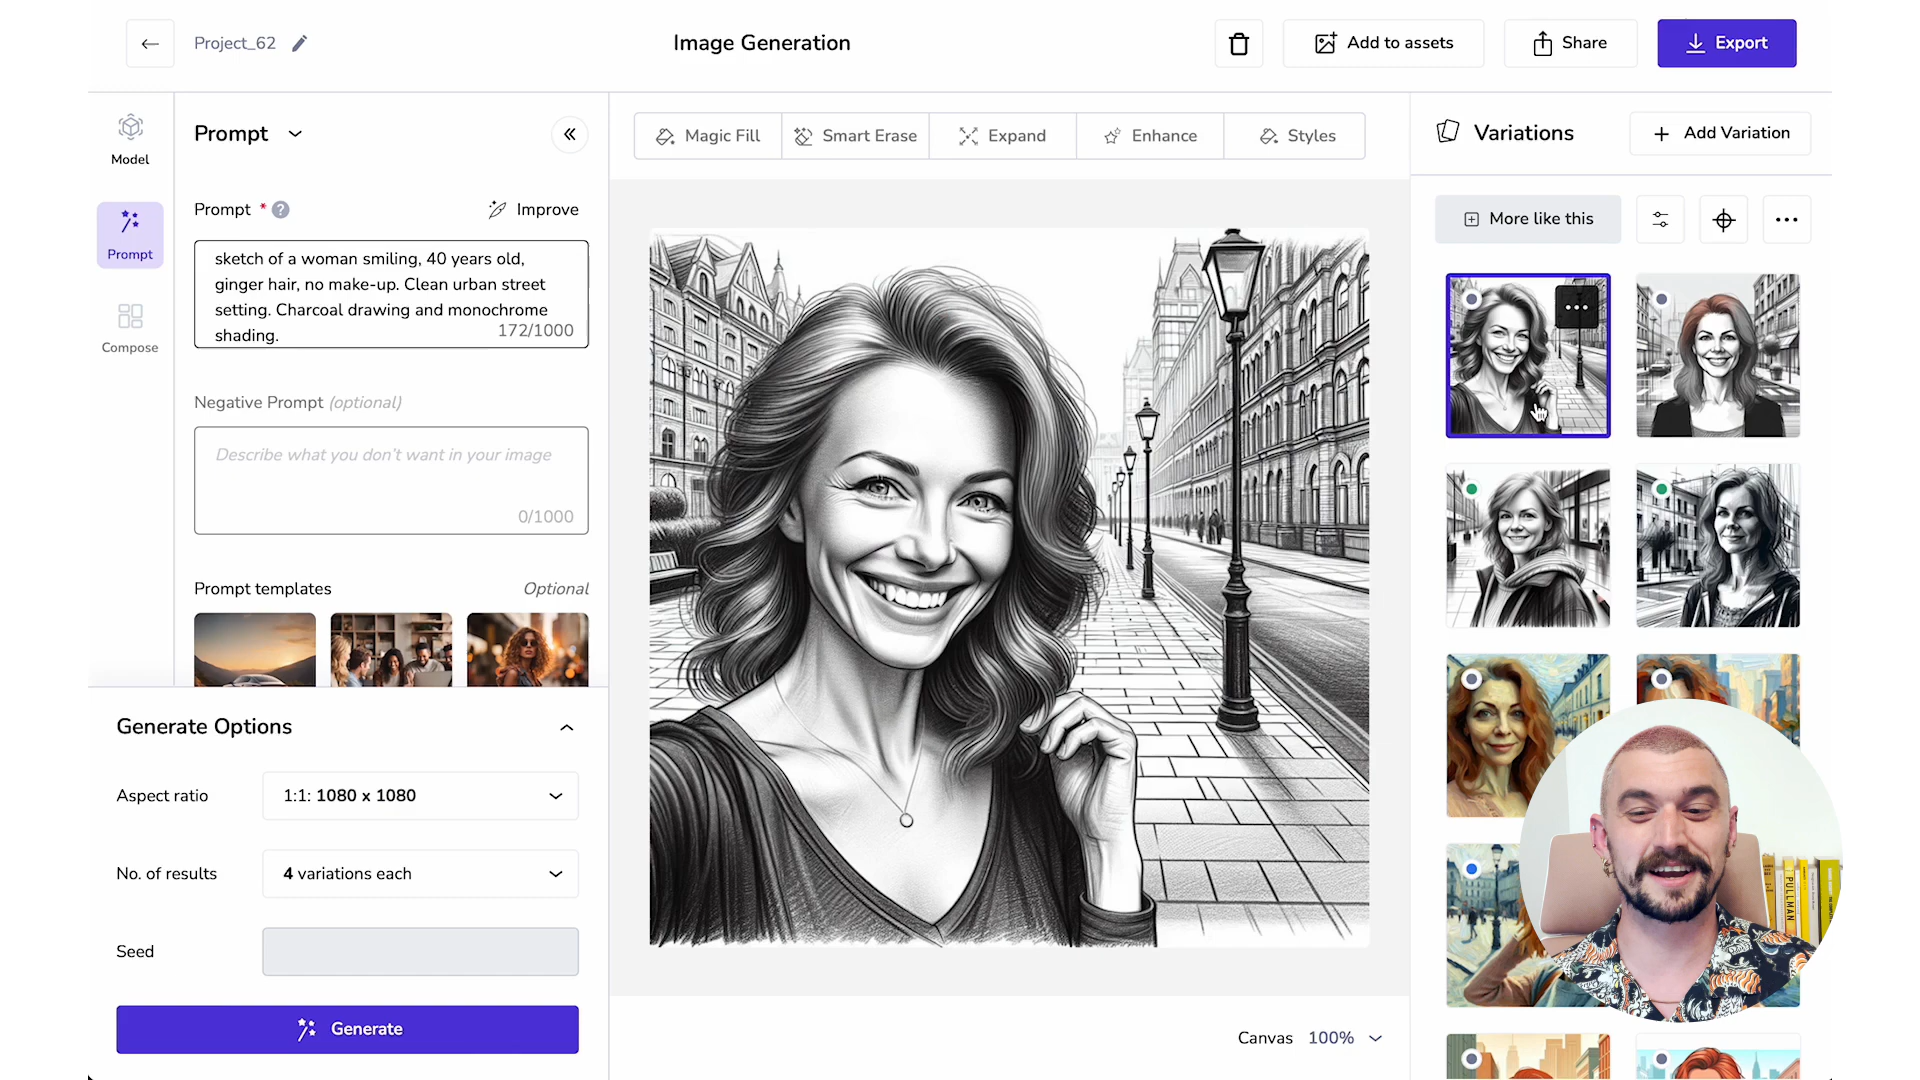 Project_62
Image Generation
Add to assets
Share
Export
Model
Prompt
Compose
Prompt
Prompt * ?
Improve
sketch of a woman smiling, 40 years old,
ginger hair, no make-up. Clean urban street
setting. Charcoal drawing and monochrome
shading.
172/1000
Negative Prompt (optional)
Describe what you don't want in your image
0/1000
Prompt templates
Optional
Generate Options
Aspect ratio
1:1: 1080 x 1080
No. of results
4 variations each
Seed
Generate
Magic Fill
Smart Erase
Expand
Enhance
Styles
Canvas 100%
Variations
Add Variation
More like this
PULLMAN